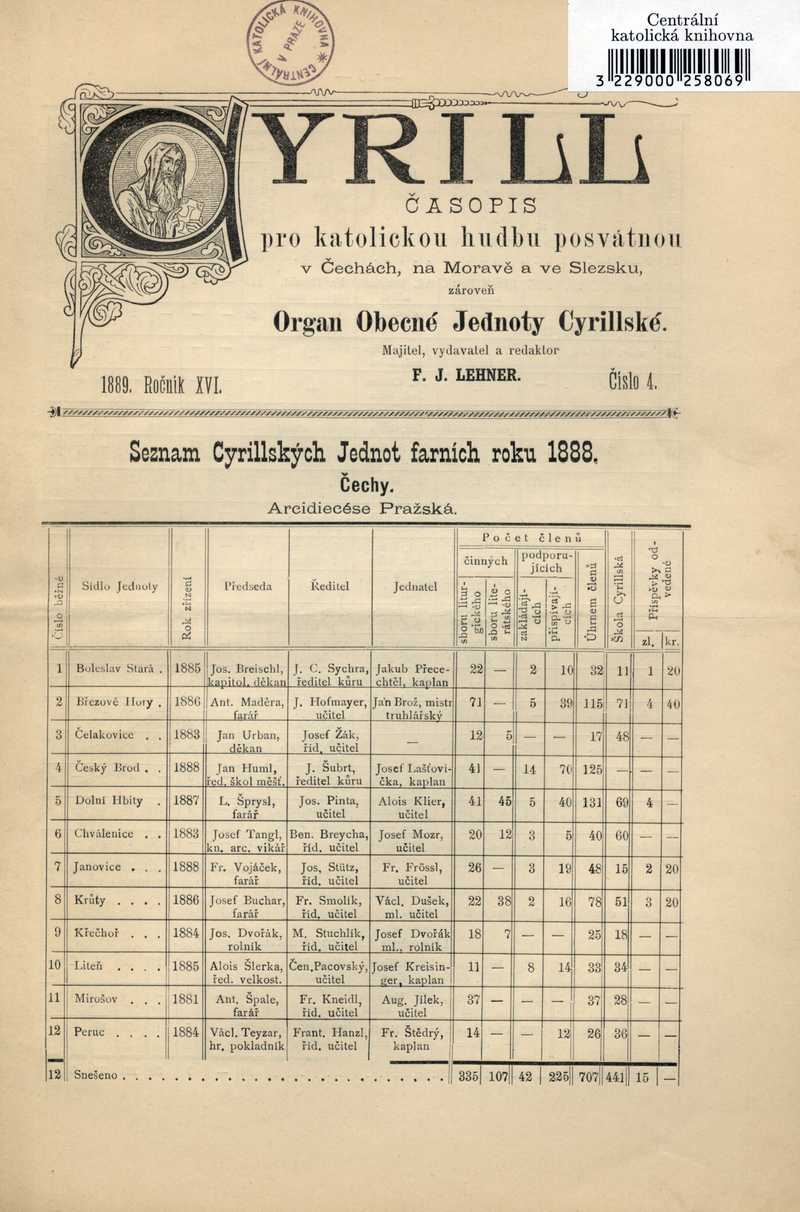 CENTRÁLNÍ KATOLICKÁ KNIHOVNA
V PRAZE
Centrální
katolická knihovna
3 229000 258069
CYRILL
ČASOPIS
pro katolickou hudbu posvátnou
v Čechách, na Moravě a ve Slezsku,
zároveň
Organ Obecné Jednoty Cyrillské.
Majitel, vydavatel a redaktor
1889. Ročník XVI. F. J. LEHNER. Číslo 4.
Seznam Cyrillských Jednot farních roku 1888.
Čechy.
Arcidiecése Pražská.
Číslo běžné | Sídlo Jednoty | Rok zřízení | Předseda | Ředitel | Jednatel | Počet členů | Škola Cyrillská | Příspěvky odvedené
činných | podporujících | Úhrnem členů
sboru liturgického | sboru literátského | zakládajících | přispívajících | zl. | kr.
1 Boleslav Stará . 1885 Jos. Breischl, J. C. Sychra, Jakub Přece- 22 — 2 10 32 11 1 20
kapitol. děkan ředitel kůru chtěl, kaplan
2 Březové Hory . 1886 Ant. Maděra, J. Hofmayer, Jan Brož, mistr 71 — 5 39 115 71 4 40
farář učitel truhlářský
3 Čelakovice . . 1883 Jan Urban, Josef Žák, — 12 5 — — 17 48 — —
děkan říd. učitel
4 Český Brod . . 1888 Jan Huml, J. Šubrt, Josef Lašťovi- 41 — 14 70 125 — — —
řed. škol měšť. ředitel kůru čka, kaplan
5 Dolní Hbity . 1887 L. Šprysl, Jos. Pinta, Alois Klier, 41 45 5 40 131 69 4 —
farář učitel učitel
6 Chválenice . . 1883 Josef Tangl, Ben. Breycha, Josef Mozr, 20 12 3 5 40 60 — —
kn. arc. vikář říd. učitel učitel
7 Janovice . . . 1888 Fr. Vojáček, Jos. Stütz, Fr. Frössl, 26 — 3 19 48 15 2 20
farář říd. učitel učitel
8 Krůty . . . . 1886 Josef Buchar, Fr. Smolík, Václ. Dušek, 22 38 2 16 78 51 3 20
farář říd. učitel ml. učitel
9 Křečhoř . . . 1884 Jos. Dvořák, M. Stuchlík, Josef Dvořák 18 7 — — 25 18 — —
rolník říd. učitel ml., rolník
10 Liteň . . . . 1885 Alois Šlerka, Čen. Pacovský, Josef Kreisin- 11 — 8 14 33 34 — —
řed. velkost. učitel ger, kaplan
11 Mirošov . . . 1881 Ant. Špale, Fr. Kneidl, Aug. Jílek, 37 — — — 37 28 — —
farář říd. učitel učitel
12 Peruc . . . . 1884 Václ. Teyzar, Frant. Hanzl, Fr. Štědrý, 14 — — 12 26 36 — —
hr. pokladník říd. učitel kaplan
12 Snešeno . . . . . . . . . . . . . . . . . . . . . . . . . 335 107 42 225 707 441 15 —